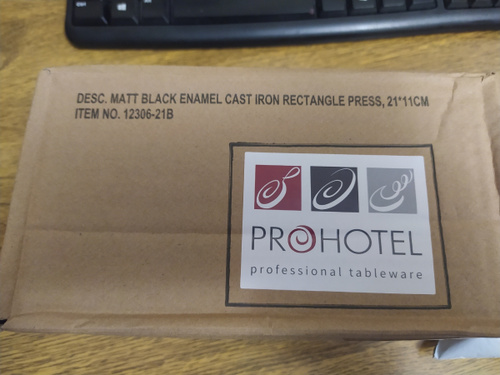 DESC. MATT BLACK ENAMEL CAST IRON RECTANGLE PRESS, 21*11CM
ITEM NO. 12306-21B
PROHOTEL
professional tableware